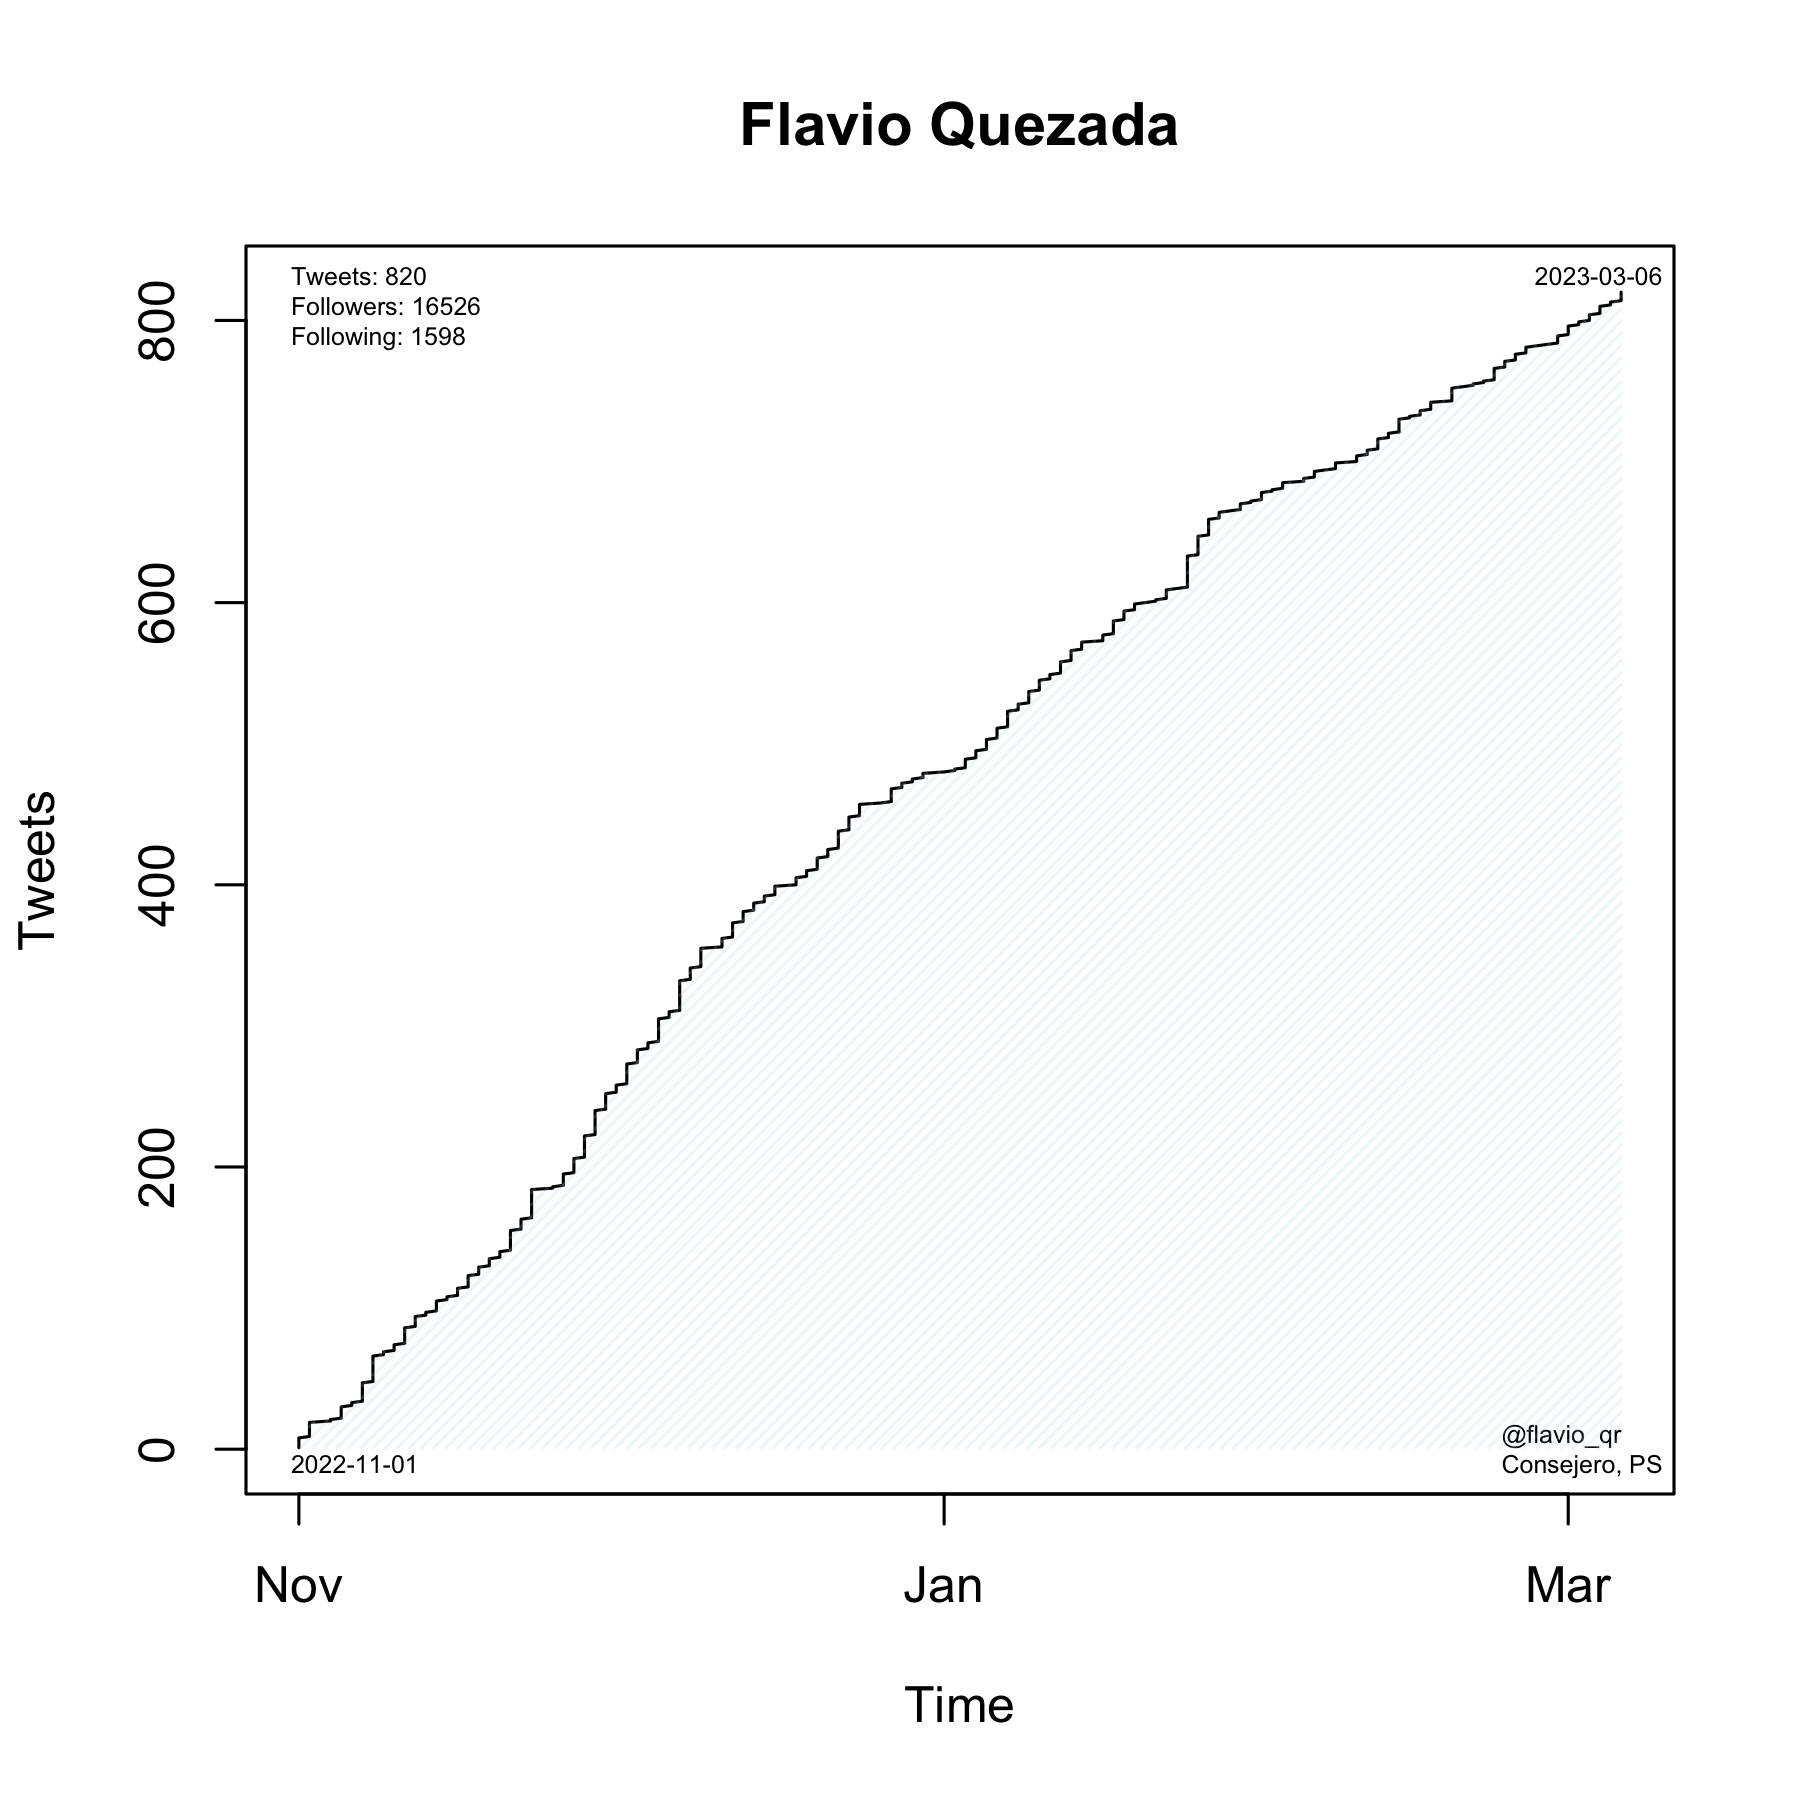 Flavio Quezada
Tweets: 820
Followers: 16526
Following: 1598
2023-03-06
800
600
400
200
0
Tweets
2022-11-01
@flavio_qr
Consejero, PS
Nov
Jan
Mar
Time